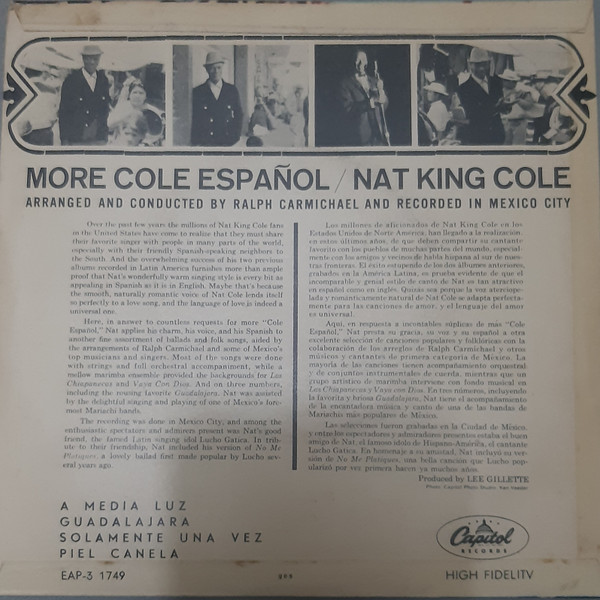 MORE COLE ESPAÑOL / NAT KING COLE
ARRANGED AND CONDUCTED BY RALPH CARMICHAEL AND RECORDED IN MEXICO CITY
Over the past few years the millions of Nat King Cole fans
in the United States have come to realize that they must share
their favorite singer with people in many parts of the world,
especially with their friendly Spanish-speaking neighbors to
the South. And the overwhelming success of his two previous
albums recorded in Latin America furnishes more than ample
proof that Nat's wonderfully warm singing style is every bit as
appealing in Spanish as it is in English. Maybe that's because
the smooth, naturally romantic voice of Nat Cole lends itself
so perfectly to a love song, and the language of love is indeed a
universal one.
Here, in answer to countless requests for more "Cole
Español," Nat applies his charm, his voice, and his Spanish to
another fine assortment of ballads and folk songs, aided by
the arrangements of Ralph Carmichael and some of Mexico's
top musicians and singers. Most of the songs were done
with strings and full orchestral accompaniment, while a
mellow marimba ensemble provided the backgrounds for Las
Chiapanecas and Vaya Con Dios. And on three numbers,
including the rousing favorite Guadalajara, Nat was assisted
by the delightful singing and playing of one of Mexico's fore-
most Mariachi bands.
The recording was done in Mexico City, and among the
enthusiastic spectators and admirers present was Nat's good
friend, the famed Latin singing idol Lucho Gatica. In trib-
ute to their friendship, Nat included his version of No Me
Platiques, a lovely ballad first made popular by Lucho sev-
eral years ago.
Los millones de aficionados de Nat King Cole en los
Estados Unidos de Norte América, han llegado a la realización,
en estos últimos años, de que deben compartir su cantante
favorito con los pueblos de muchas partes del mundo, especial-
mente con los amigos y vecinos de habla hispana al sur de nues-
tras fronteras. El éxito estupendo de los dos álbumes anteriores,
grabados en la América Latina, es prueba evidente de que el
incomparable y genial estilo de canto de Nat es tan atractivo
en español como en inglés. Quizás sea porque la voz aterciope-
lada y románticamente natural de Nat Cole se adapta perfecta-
mente para las canciones de amor, y el lenguaje del amor
es universal.
Aquí, en respuesta a incontables súplicas de más "Cole
Español," Nat presta su gracia, su voz y su español a otra
excelente selección de canciones populares y folklóricas con la
colaboración de los arreglos de Ralph Carmichael y otros
músicos y cantantes de primera categoría de México. La
mayoría de las canciones tienen acompañamiento orquestal
y de conjuntos instrumentales de cuerda, mientras que un
grupo artístico de marimba interviene con fondo musical en
Las Chiapanecas y Vaya con Dios. En tres números, incluyendo
la favorita y briosa Guadalajara, Nat tiene el acompañamiento
de la encantadora música y canto de una de las bandas de
Mariachis más populares de México.
Las selecciones fueron grabadas en la Ciudad de México,
y entre los espectadores y admiradores presentes estaba el buen
amigo de Nat, el famoso ídolo de Hispano-América, el cantante
Lucho Gatica. En homenaje a su amistad, Nat incluyó su ver-
sión de No Me Platiques, una bella canción que Lucho pop-
ularizó por vez primera hacen ya muchos años.
Produced by LEE GILLETTE
A MEDIA LUZ
GUADALAJARA
SOLAMENTE UNA VEZ
PIEL CANELA
EAP-3 1749
Capitol
RECORDS
HIGH FIDELITY